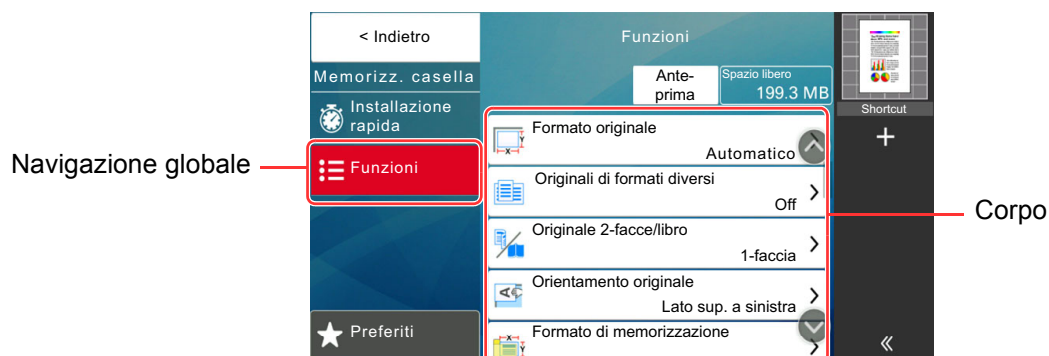 < Indietro
Funzioni
Memorizz. casella
Ante-
prima
Spazio libero
199.3 MB
Shortcut
Installazione
rapida
Funzioni
Navigazione globale
Formato originale
Automatico
Originali di formati diversi
Off
Originale 2-facce/libro
1-faccia
Orientamento originale
Lato sup. a sinistra
Formato di memorizzazione
Preferiti
Corpo